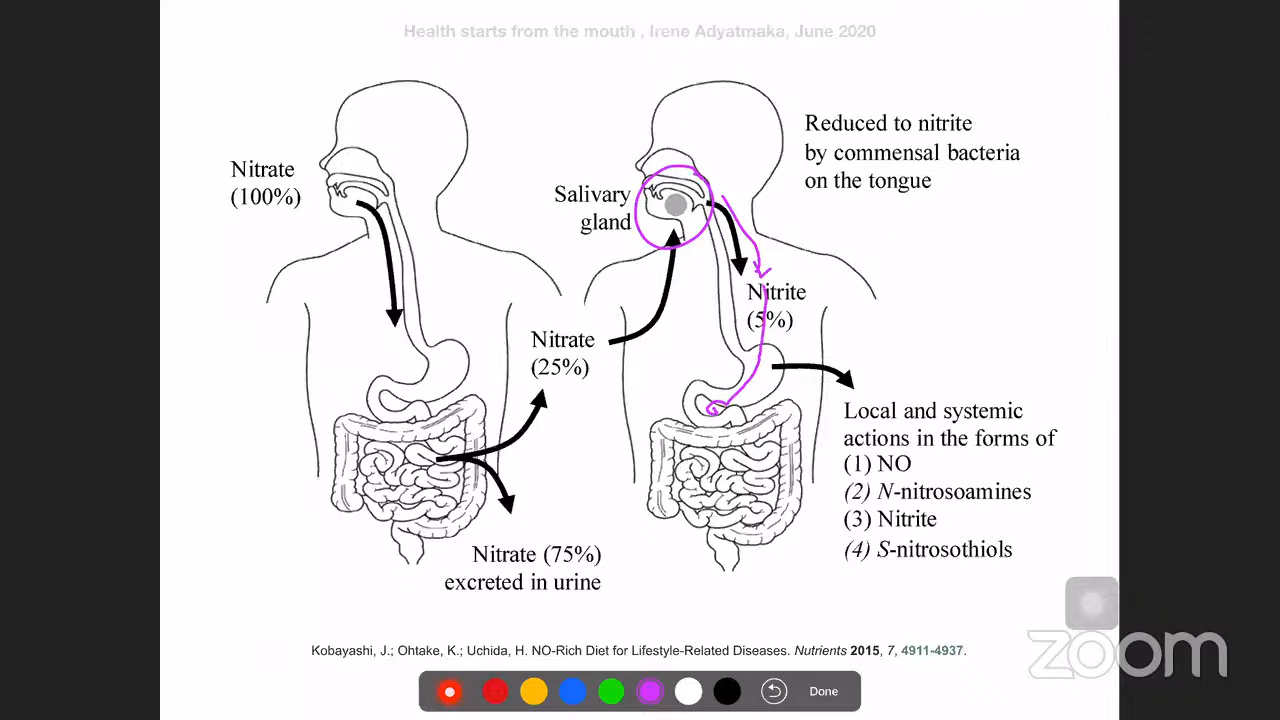 Health starts from the mouth , Irene Adyatmaka, June 2020
Nitrate
(100%)
Salivary
gland
Reduced to nitrite
by commensal bacteria
on the tongue
Nitrite
(5%)
Nitrate
(25%)
Local and systemic
actions in the forms of
(1) NO
(2) N-nitrosoamines
(3) Nitrite
(4) S-nitrosothiols
Nitrate (75%)
excreted in urine
Kobayashi, J.; Ohtake, K.; Uchida, H. NO-Rich Diet for Lifestyle-Related Diseases. Nutrients 2015, 7, 4911-4937.
zoom
Done